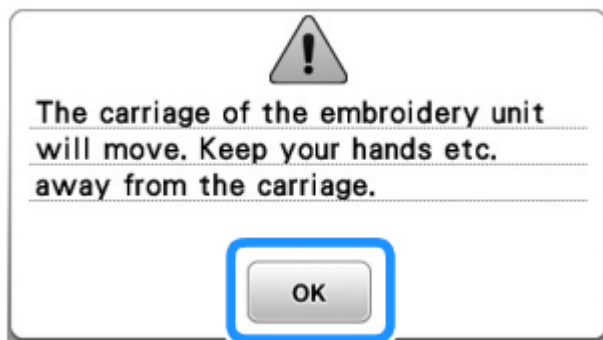 The carriage of the embroidery unit
will move. Keep your hands etc.
away from the carriage.
OK